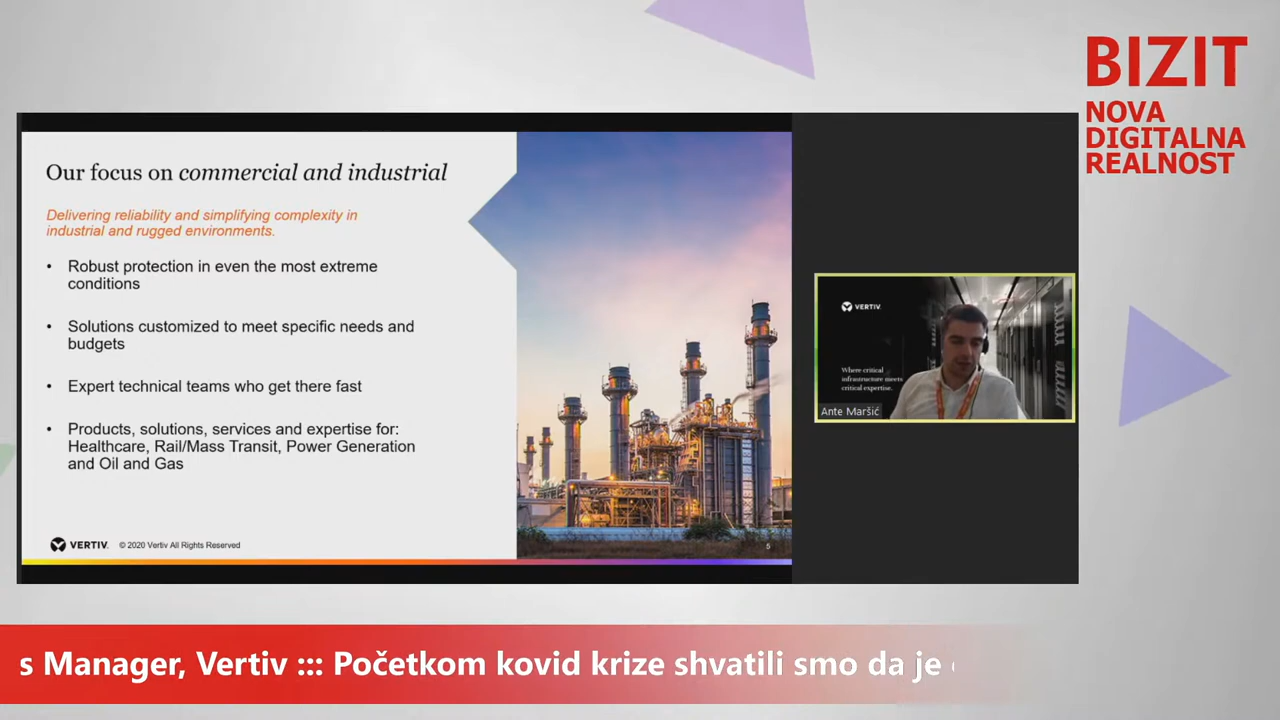 BIZIT
NOVA
DIGITALNA
REALNOST
Our focus on commercial and industrial
Delivering reliability and simplifying complexity in
industrial and rugged environments.
• Robust protection in even the most extreme
conditions
• Solutions customized to meet specific needs and
budgets
• Expert technical teams who get there fast
• Products, solutions, services and expertise for:
Healthcare, Rail/Mass Transit, Power Generation
and Oil and Gas
VERTIV. © 2020 Vertiv All Rights Reserved
5
VERTIV.
Where critical
infrastructure meets
critical expertise.
Ante Maršić
s Manager, Vertiv ::: Početkom kovid krize shvatili smo da je